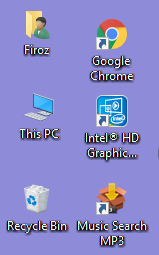 Firoz
Google
Chrome
This PC
Intel® HD
Graphic...
Recycle Bin
Music Search
MP3